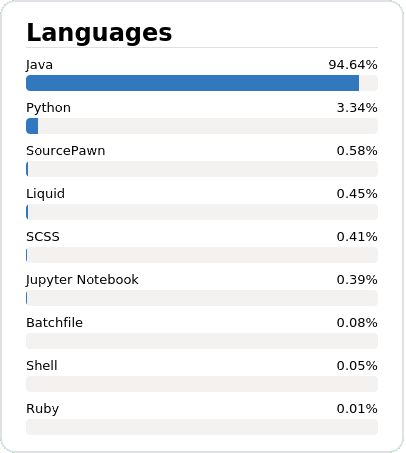 Languages
Java 94.64%
Python 3.34%
SourcePawn 0.58%
Liquid 0.45%
SCSS 0.41%
Jupyter Notebook 0.39%
Batchfile 0.08%
Shell 0.05%
Ruby 0.01%